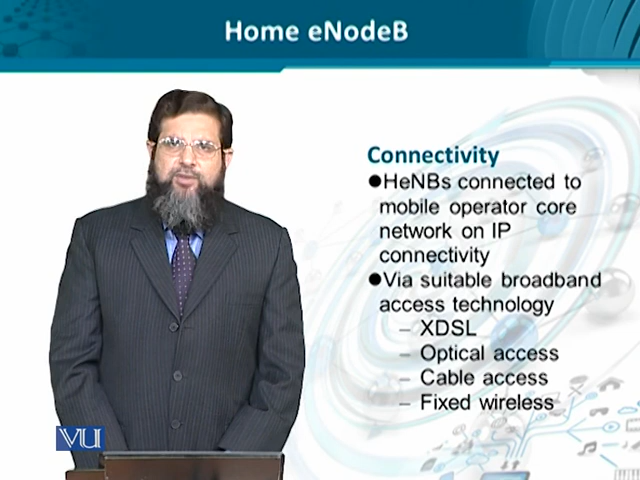 Home eNodeB
Connectivity
●HeNBs connected to
mobile operator core
network on IP
connectivity
●Via suitable broadband
access technology
– XDSL
– Optical access
– Cable access
– Fixed wireless
VU